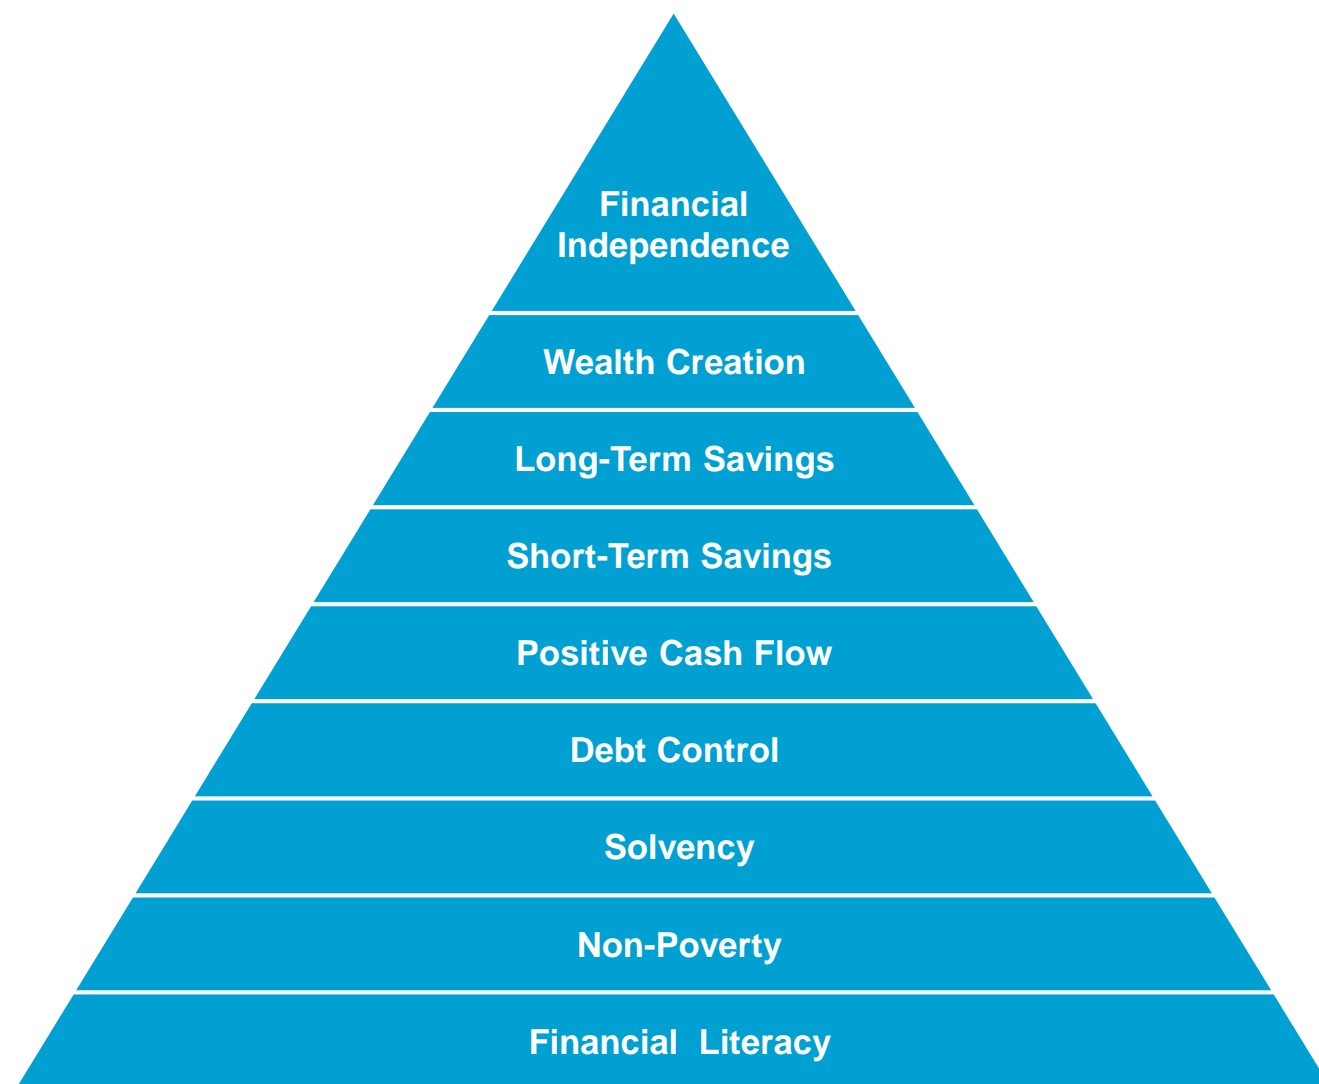 Financial
Independence
Wealth Creation
Long-Term Savings
Short-Term Savings
Positive Cash Flow
Debt Control
Solvency
Non-Poverty
Financial  Literacy